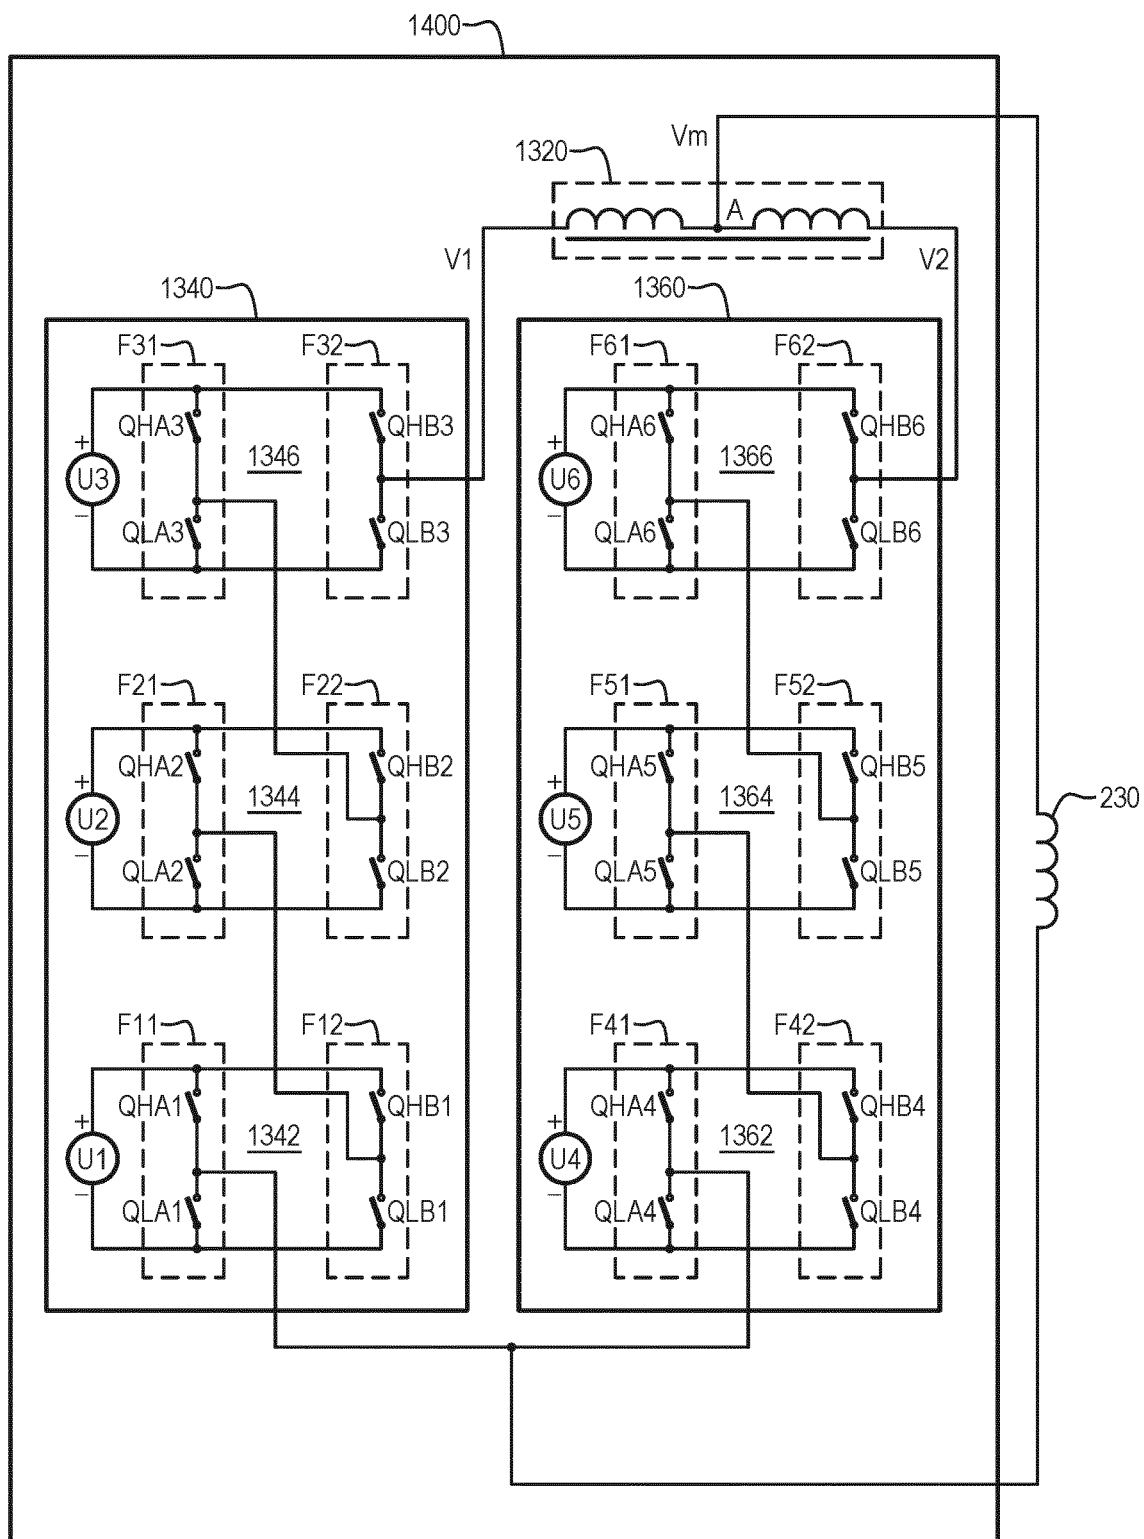 1400
Vm
1320
A
V1
V2
1340
1360
F31
F32
F61
F62
QHA3
QHB3
QHA6
QHB6
+
1346
+
1366
U3
U6
−
QLA3
QLB3
−
QLA6
QLB6
F21
F22
F51
F52
QHA2
QHB2
QHA5
QHB5
+
1344
+
1364
230
U2
U5
−
QLA2
QLB2
−
QLA5
QLB5
F11
F12
F41
F42
QHA1
QHB1
QHA4
QHB4
+
1342
+
1362
U1
U4
−
QLA1
QLB1
−
QLA4
QLB4